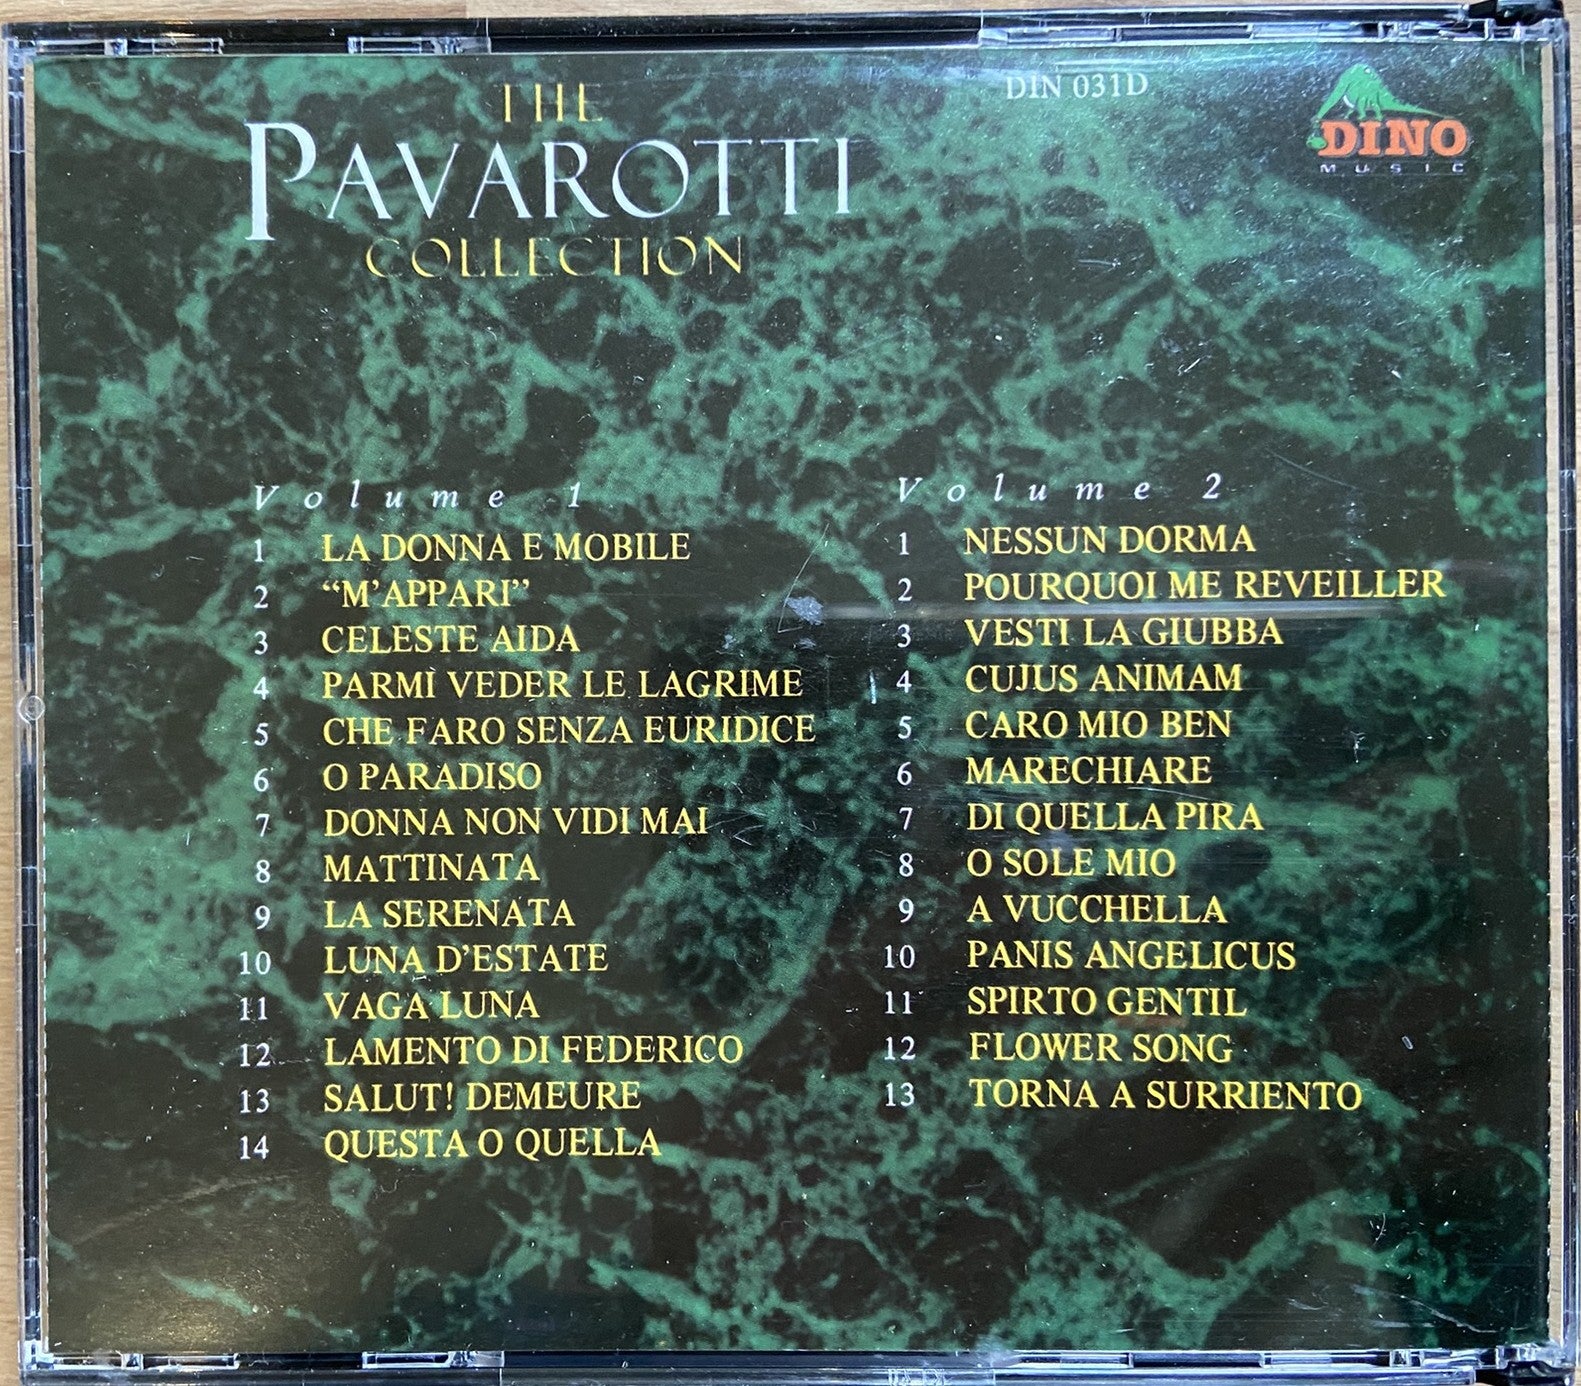 THE
PAVAROTTI
COLLECTION
DIN 031D
DINO
MUSIC
Volume 1
1 LA DONNA E MOBILE
2 “M’APPARI”
3 CELESTE AIDA
4 PARMÌ VEDER LE LAGRIME
5 CHE FARO SENZA EURIDICE
6 O PARADISO
7 DONNA NON VIDI MAI
8 MATTINATA
9 LA SERENATA
10 LUNA D’ESTATE
11 VAGA LUNA
12 LAMENTO DI FEDERICO
13 SALUT! DEMEURE
14 QUESTA O QUELLA
Volume 2
1 NESSUN DORMA
2 POURQUOI ME REVEILLER
3 VESTI LA GIUBBA
4 CUJUS ANIMAM
5 CARO MIO BEN
6 MARECHIARE
7 DI QUELLA PIRA
8 O SOLE MIO
9 A VUCCHELLA
10 PANIS ANGELICUS
11 SPIRTO GENTIL
12 FLOWER SONG
13 TORNA A SURRIENTO